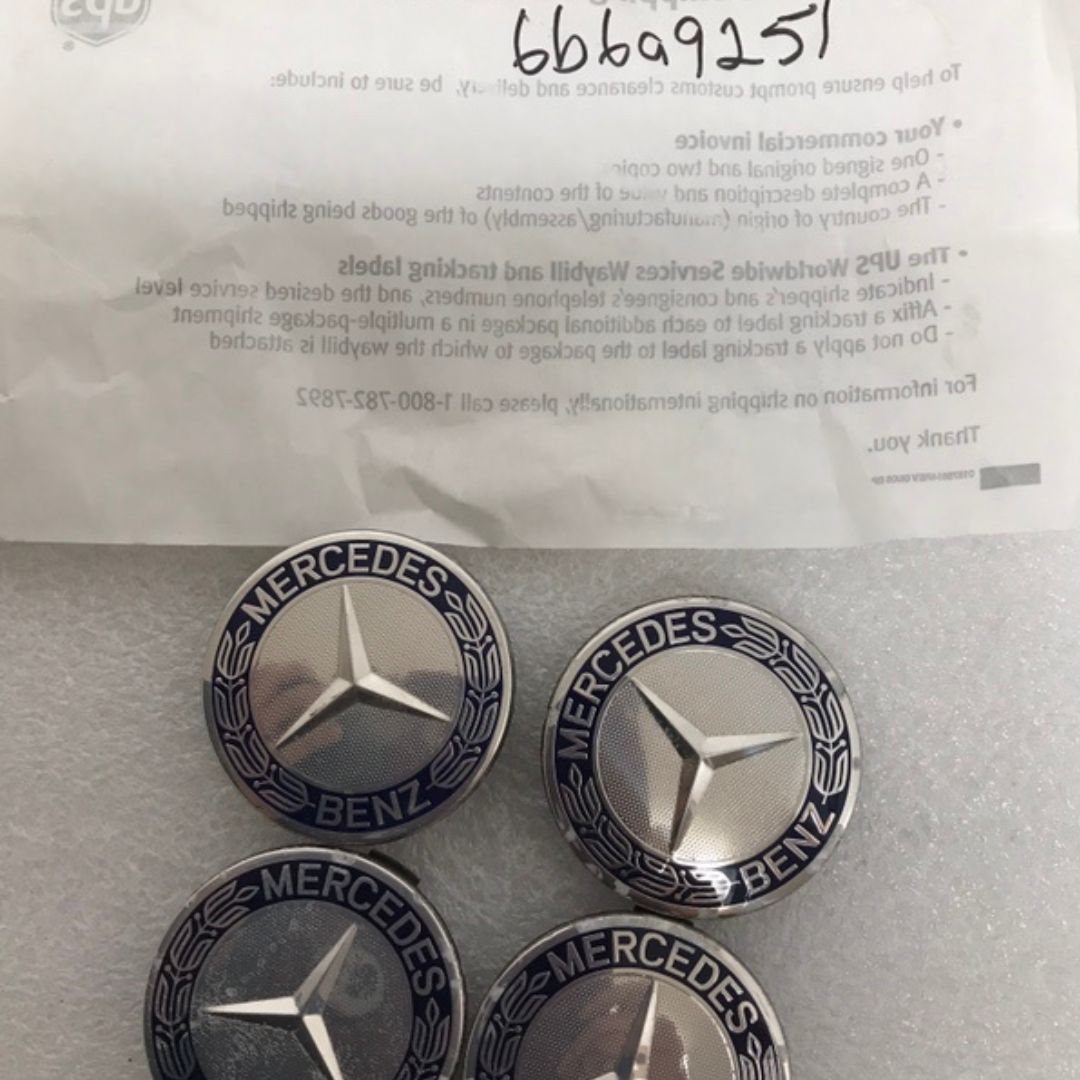 ups
®
6b6a9251
To help ensure prompt customs clearance and delivery, be sure to include:
• Your commercial invoice
- One signed original and two copies
- A complete description and value of the contents
- The country of origin (manufacturing/assembly) of the goods being shipped
• The UPS Worldwide Services Waybill and tracking labels
- Indicate shipper's and consignee's telephone numbers, and the desired service level
- Affix a tracking label to each additional package in a multiple-package shipment
- Do not apply a tracking label to the package to which the waybill is attached
For information on shipping internationally, please call 1-800-782-7892
Thank you.
MERCEDES
BENZ
MERCEDES
BENZ
MERCEDES
MERCEDES